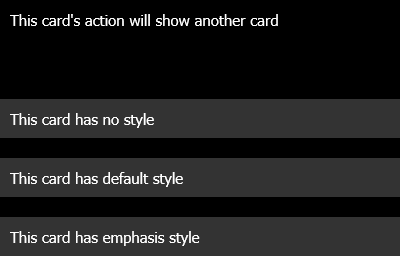 This card's action will show another card
This card has no style
This card has default style
This card has emphasis style